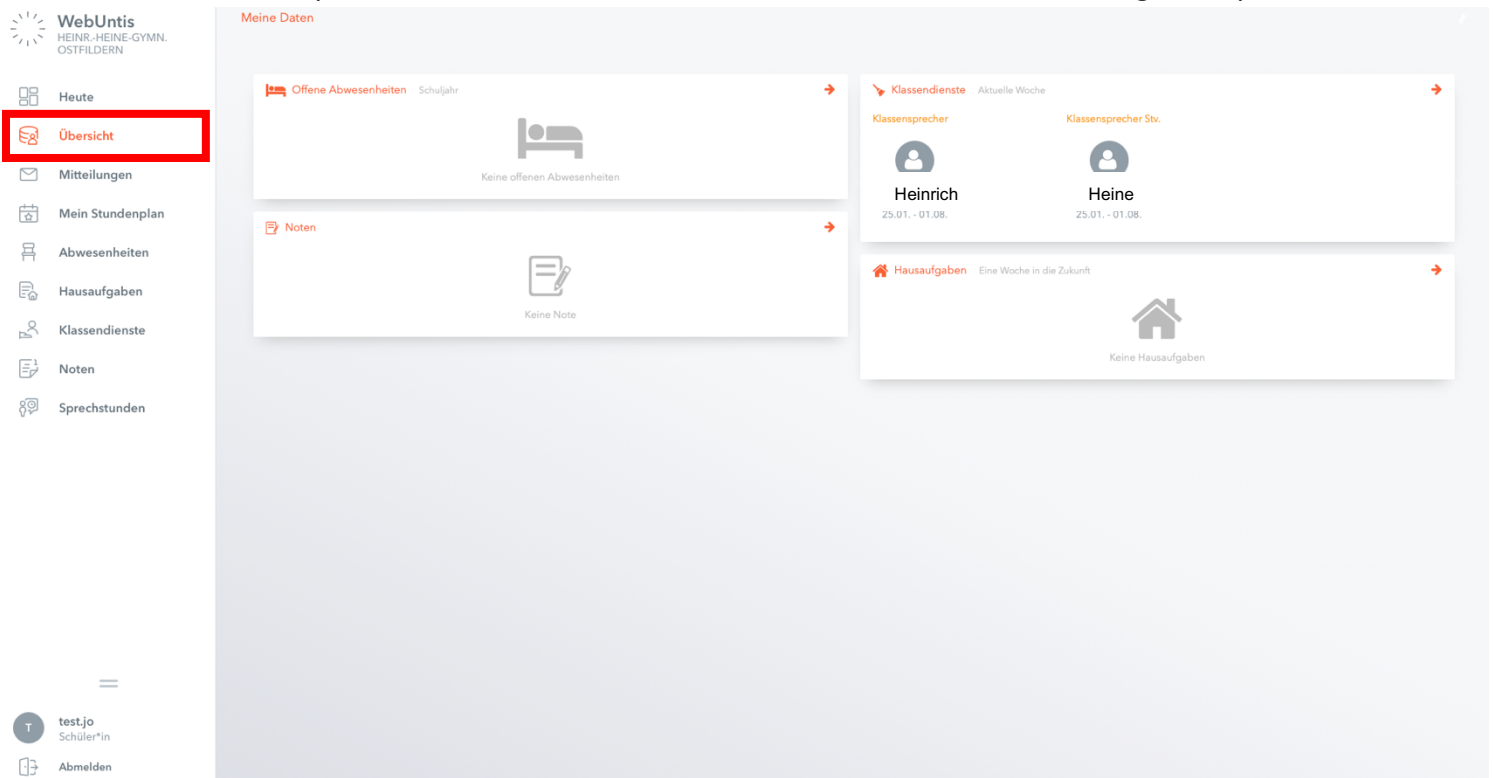 WebUntis
HEINR.-HEINE-GYMN.
OSTFILDERN
Heute
Übersicht
Mitteilungen
Mein Stundenplan
Abwesenheiten
Hausaufgaben
Klassendienste
Noten
Sprechstunden
T
test.jo
Schüler*in
Abmelden
Meine Daten
Offene Abwesenheiten Schuljahr
Keine offenen Abwesenheiten
Noten
Keine Note
Klassendienste Aktuelle Woche
Klassensprecher Klassensprecher Stv.
Heinrich Heine
25.01. - 01.08. 25.01. - 01.08.
Hausaufgaben Eine Woche in die Zukunft
Keine Hausaufgaben